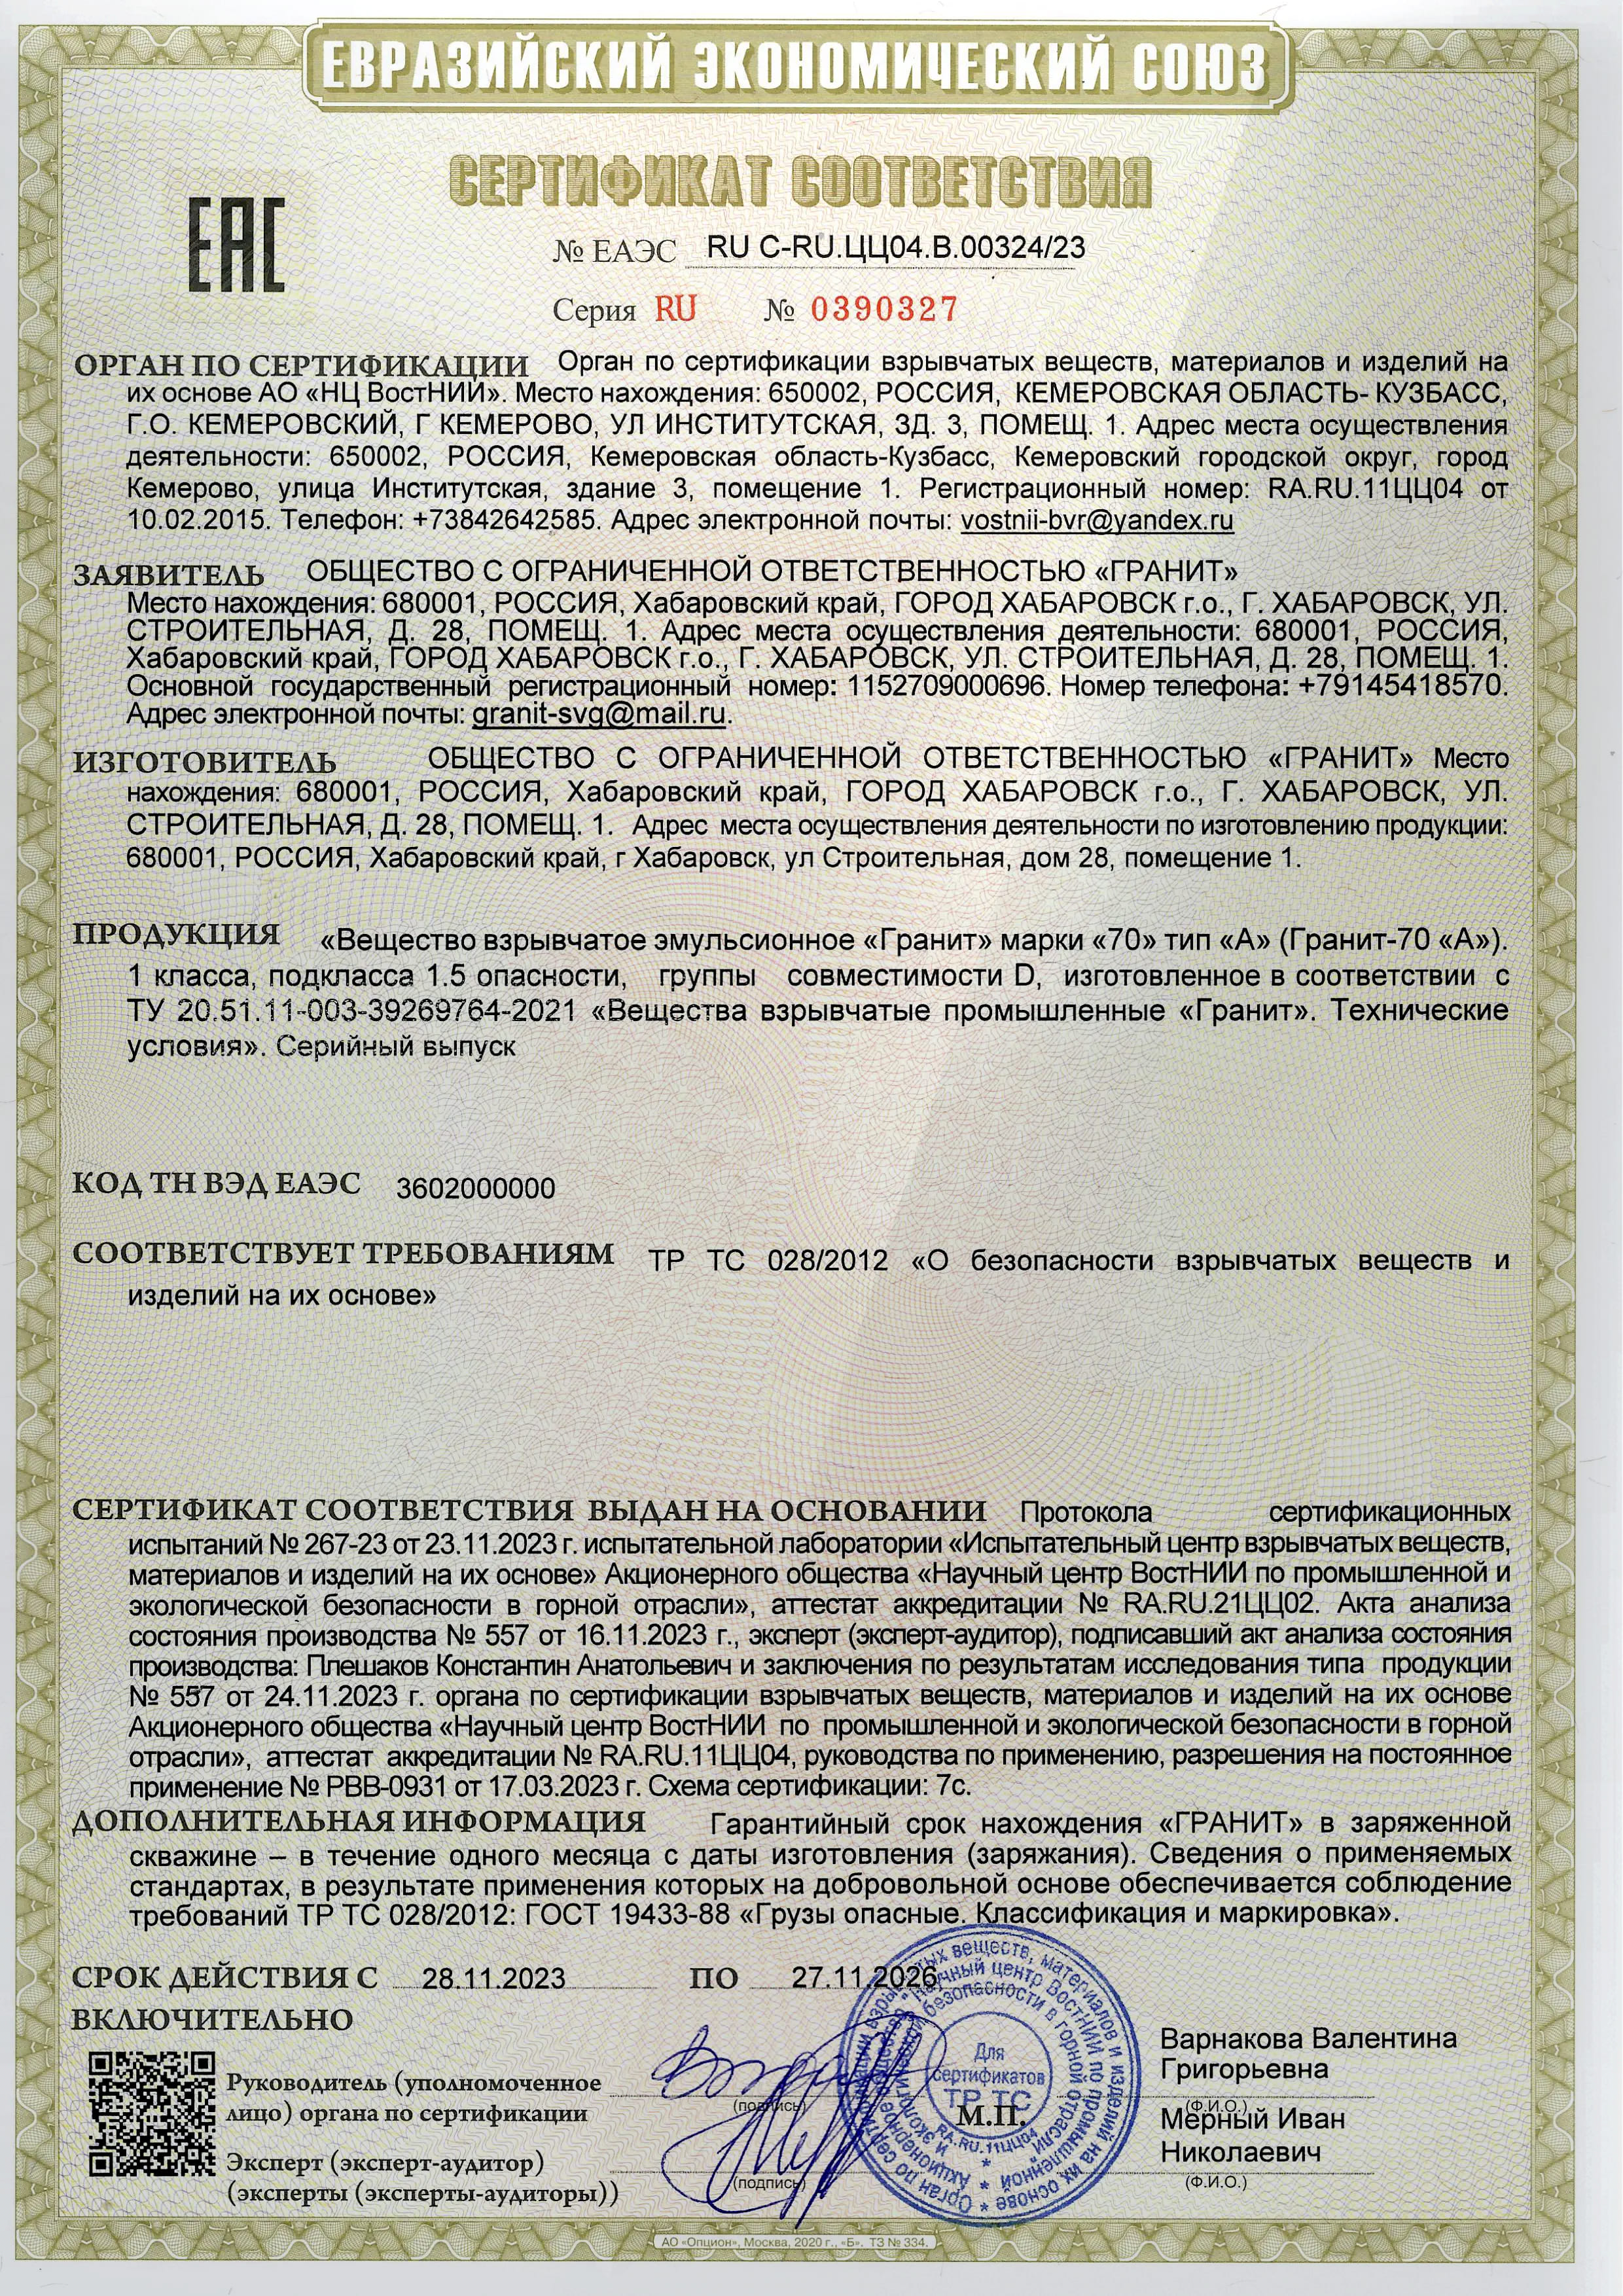 ЕВРАЗИЙСКИЙ ЭКОНОМИЧЕСКИЙ СОЮЗ
СЕРТИФИКАТ СООТВЕТСТВИЯ
EAC
№ ЕАЭС RU С-RU.ЦЦ04.В.00324/23
Серия RU № 0390327
ОРГАН ПО СЕРТИФИКАЦИИ Орган по сертификации взрывчатых веществ, материалов и изделий на
их основе АО «НЦ ВостНИИ». Место нахождения: 650002, РОССИЯ, КЕМЕРОВСКАЯ ОБЛАСТЬ- КУЗБАСС,
Г.О. КЕМЕРОВСКИЙ, Г КЕМЕРОВО, УЛ ИНСТИТУТСКАЯ, ЗД. 3, ПОМЕЩ. 1. Адрес места осуществления
деятельности: 650002, РОССИЯ, Кемеровская область-Кузбасс, Кемеровский городской округ, город
Кемерово, улица Институтская, здание 3, помещение 1. Регистрационный номер: RA.RU.11ЦЦ04 от
10.02.2015. Телефон: +73842642585. Адрес электронной почты: vostnii-bvr@yandex.ru
ЗАЯВИТЕЛЬ ОБЩЕСТВО С ОГРАНИЧЕННОЙ ОТВЕТСТВЕННОСТЬЮ «ГРАНИТ»
Место нахождения: 680001, РОССИЯ, Хабаровский край, ГОРОД ХАБАРОВСК г.о., Г. ХАБАРОВСК, УЛ.
СТРОИТЕЛЬНАЯ, Д. 28, ПОМЕЩ. 1. Адрес места осуществления деятельности: 680001, РОССИЯ,
Хабаровский край, ГОРОД ХАБАРОВСК г.о., Г. ХАБАРОВСК, УЛ. СТРОИТЕЛЬНАЯ, Д. 28, ПОМЕЩ. 1.
Основной государственный регистрационный номер: 1152709000696. Номер телефона: +79145418570.
Адрес электронной почты: granit-svg@mail.ru.
ИЗГОТОВИТЕЛЬ ОБЩЕСТВО С ОГРАНИЧЕННОЙ ОТВЕТСТВЕННОСТЬЮ «ГРАНИТ» Место
нахождения: 680001, РОССИЯ, Хабаровский край, ГОРОД ХАБАРОВСК г.о., Г. ХАБАРОВСК, УЛ.
СТРОИТЕЛЬНАЯ, Д. 28, ПОМЕЩ. 1. Адрес места осуществления деятельности по изготовлению продукции:
680001, РОССИЯ, Хабаровский край, г Хабаровск, ул Строительная, дом 28, помещение 1.
ПРОДУКЦИЯ «Вещество взрывчатое эмульсионное «Гранит» марки «70» тип «А» (Гранит-70 «А»).
1 класса, подкласса 1.5 опасности, группы совместимости D, изготовленное в соответствии с
ТУ 20.51.11-003-39269764-2021 «Вещества взрывчатые промышленные «Гранит». Технические
условия». Серийный выпуск
КОД ТН ВЭД ЕАЭС 3602000000
СООТВЕТСТВУЕТ ТРЕБОВАНИЯМ ТР ТС 028/2012 «О безопасности взрывчатых веществ и
изделий на их основе»
СЕРТИФИКАТ СООТВЕТСТВИЯ ВЫДАН НА ОСНОВАНИИ Протокола сертификационных
испытаний № 267-23 от 23.11.2023 г. испытательной лаборатории «Испытательный центр взрывчатых веществ,
материалов и изделий на их основе» Акционерного общества «Научный центр ВостНИИ по промышленной и
экологической безопасности в горной отрасли», аттестат аккредитации № RA.RU.21ЦЦ02. Акта анализа
состояния производства № 557 от 16.11.2023 г., эксперт (эксперт-аудитор), подписавший акт анализа состояния
производства: Плешаков Константин Анатольевич и заключения по результатам исследования типа продукции
№ 557 от 24.11.2023 г. органа по сертификации взрывчатых веществ, материалов и изделий на их основе
Акционерного общества «Научный центр ВостНИИ по промышленной и экологической безопасности в горной
отрасли», аттестат аккредитации № RA.RU.11ЦЦ04, руководства по применению, разрешения на постоянное
применение № РВВ-0931 от 17.03.2023 г. Схема сертификации: 7с.
ДОПОЛНИТЕЛЬНАЯ ИНФОРМАЦИЯ Гарантийный срок нахождения «ГРАНИТ» в заряженной
скважине – в течение одного месяца с даты изготовления (заряжания). Сведения о применяемых
стандартах, в результате применения которых на добровольной основе обеспечивается соблюдение
требований ТР ТС 028/2012: ГОСТ 19433-88 «Грузы опасные. Классификация и маркировка».
СРОК ДЕЙСТВИЯ С 28.11.2023 ПО 27.11.2026
ВКЛЮЧИТЕЛЬНО
Руководитель (уполномоченное
лицо) органа по сертификации
(подпись)
Варнакова Валентина
Григорьевна
(Ф.И.О.)
Эксперт (эксперт-аудитор)
(эксперты (эксперты-аудиторы))
(подпись)
Мерный Иван
Николаевич
(Ф.И.О.)
М.П.
Для
сертификатов
ТР ТС
RA.RU.11ЦЦ04
АО «Опцион», Москва, 2020 г., «Б». ТЗ № 334.